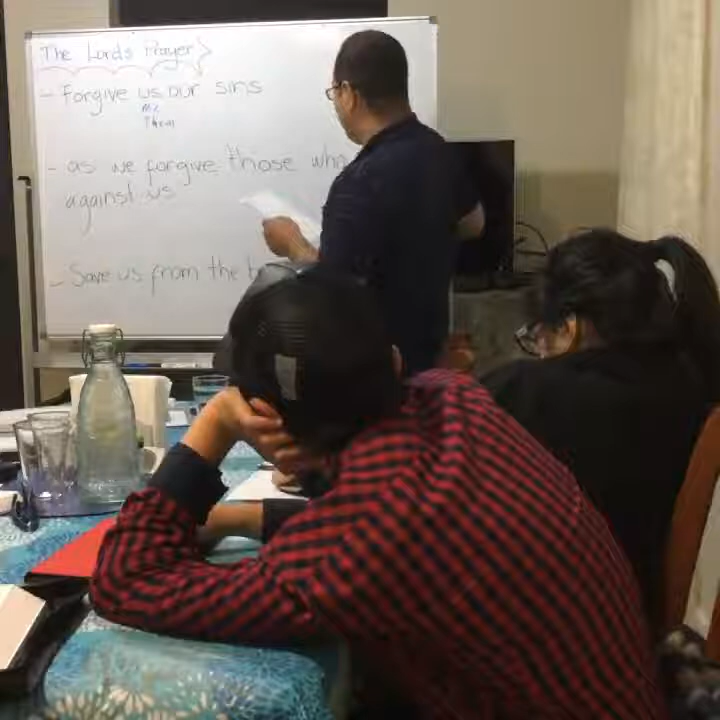 The Lord's Prayer
- Forgive us our sins
me
them
- as we forgive those who
against us
- Save us from the